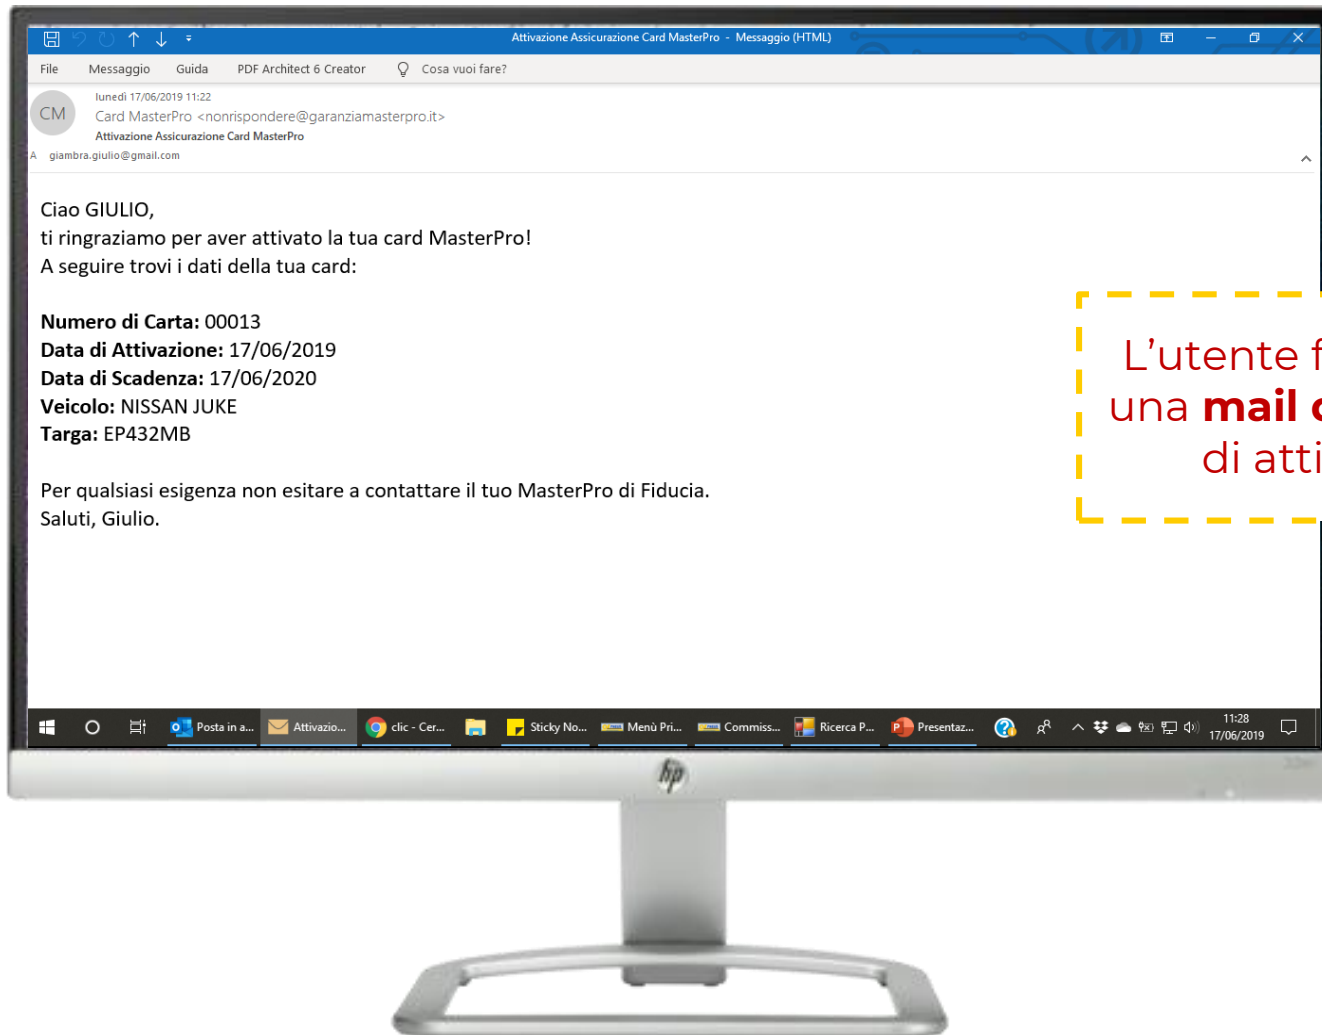 Attivazione Assicurazione Card MasterPro - Messaggio (HTML)
File Messaggio Guida PDF Architect 6 Creator Cosa vuoi fare?
CM
lunedì 17/06/2019 11:22
Card MasterPro <nonrispondere@garanziamasterpro.it>
Attivazione Assicurazione Card MasterPro
A giambra.giulio@gmail.com
Ciao GIULIO,
ti ringraziamo per aver attivato la tua card MasterPro!
A seguire trovi i dati della tua card:
Numero di Carta: 00013
Data di Attivazione: 17/06/2019
Data di Scadenza: 17/06/2020
Veicolo: NISSAN JUKE
Targa: EP432MB
Per qualsiasi esigenza non esitare a contattare il tuo MasterPro di Fiducia.
Saluti, Giulio.
L'utente
una mail
di atti
Posta in a... Attivazio... clic - Cer... Sticky No... Menù Pri... Commiss... Ricerca P... Presentaz... 11:28
17/06/2019
hp